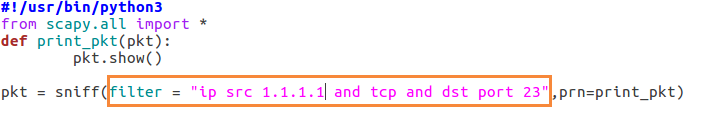 #!/usr/bin/python3
from scapy.all import *
def print_pkt(pkt):
        pkt.show()
pkt = sniff(filter = "ip src 1.1.1.1 and tcp and dst port 23",prn=print_pkt)